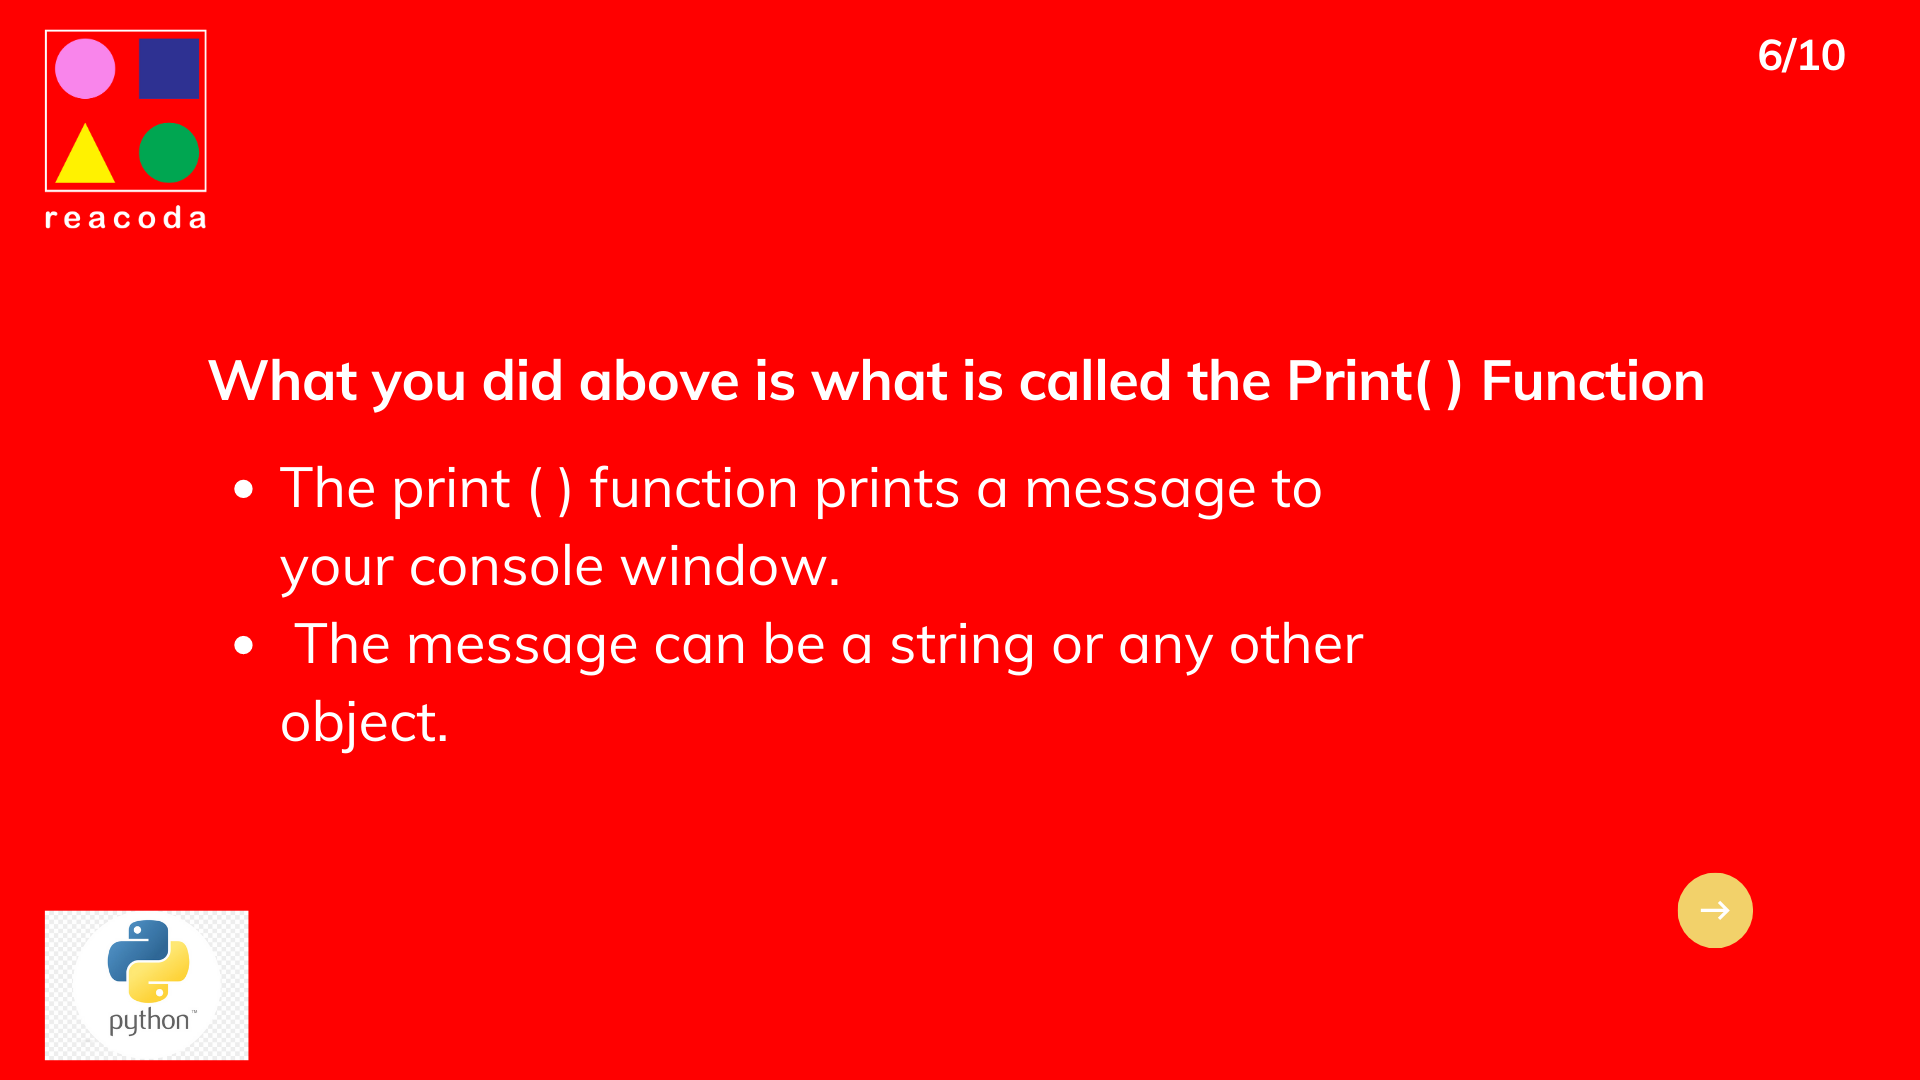 6/10
reacoda
What you did above is what is called the Print( ) Function
• The print ( ) function prints a message to
your console window.
• The message can be a string or any other
object.
python™